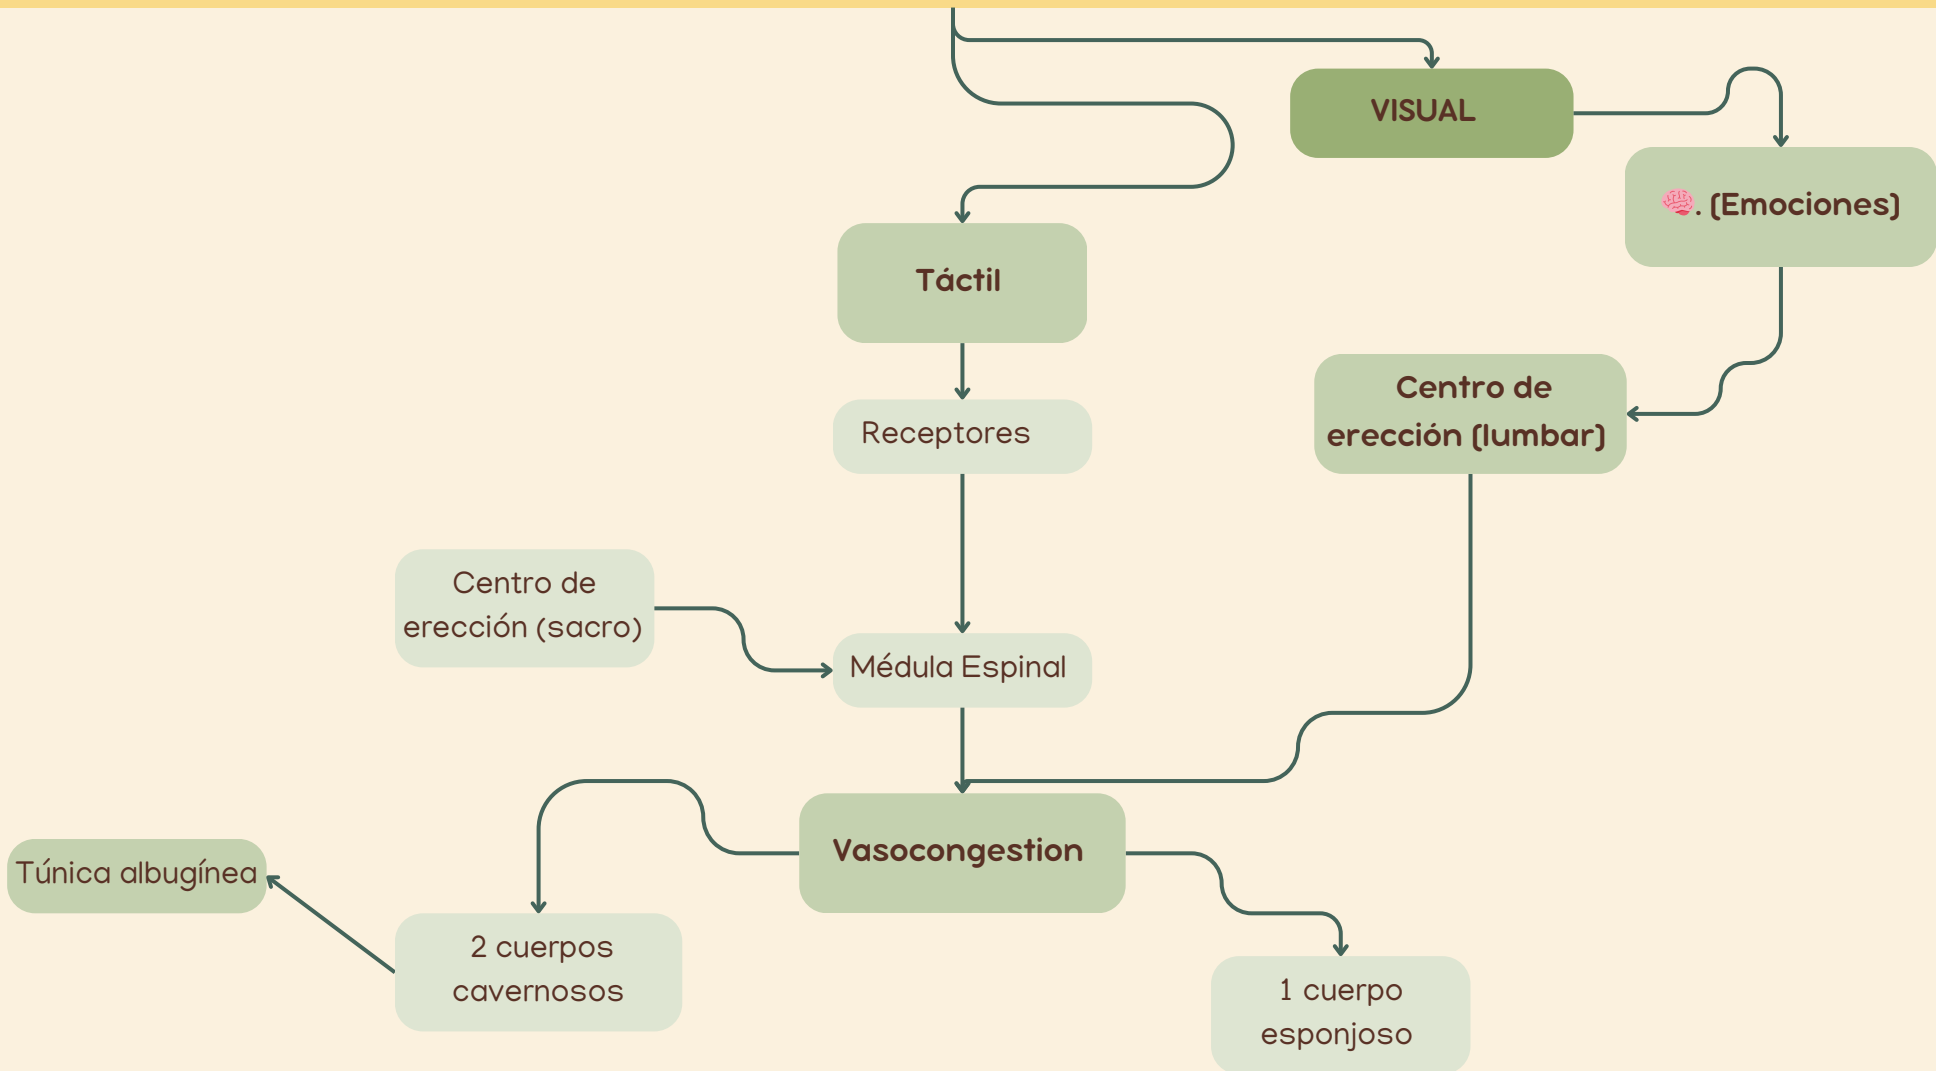 VISUAL
🧠. (Emociones)
Táctil
Centro de
erección (lumbar)
Receptores
Centro de
erección (sacro)
Médula Espinal
Vasocongestion
Túnica albugínea
2 cuerpos
cavernosos
1 cuerpo
esponjoso